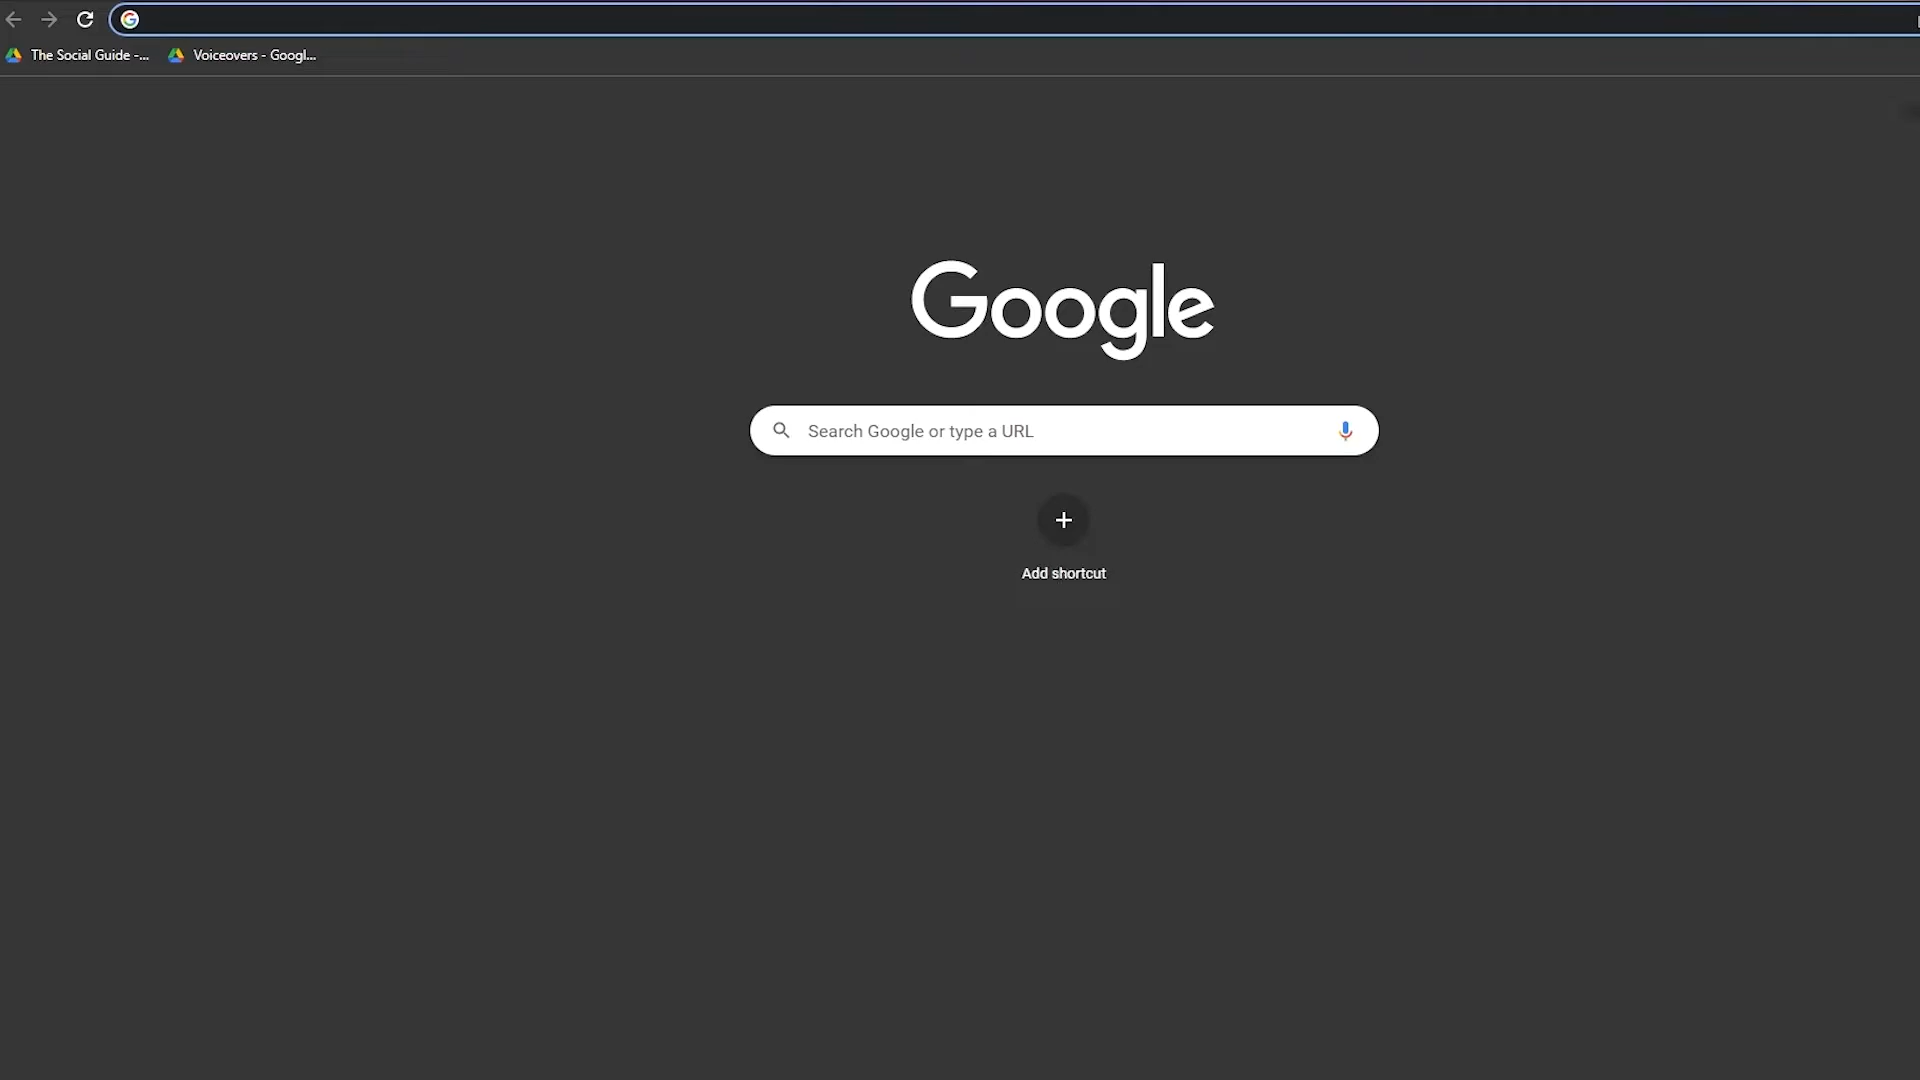 The Social Guide -...
Voiceovers - Googl...
Google
Search Google or type a URL
Add shortcut